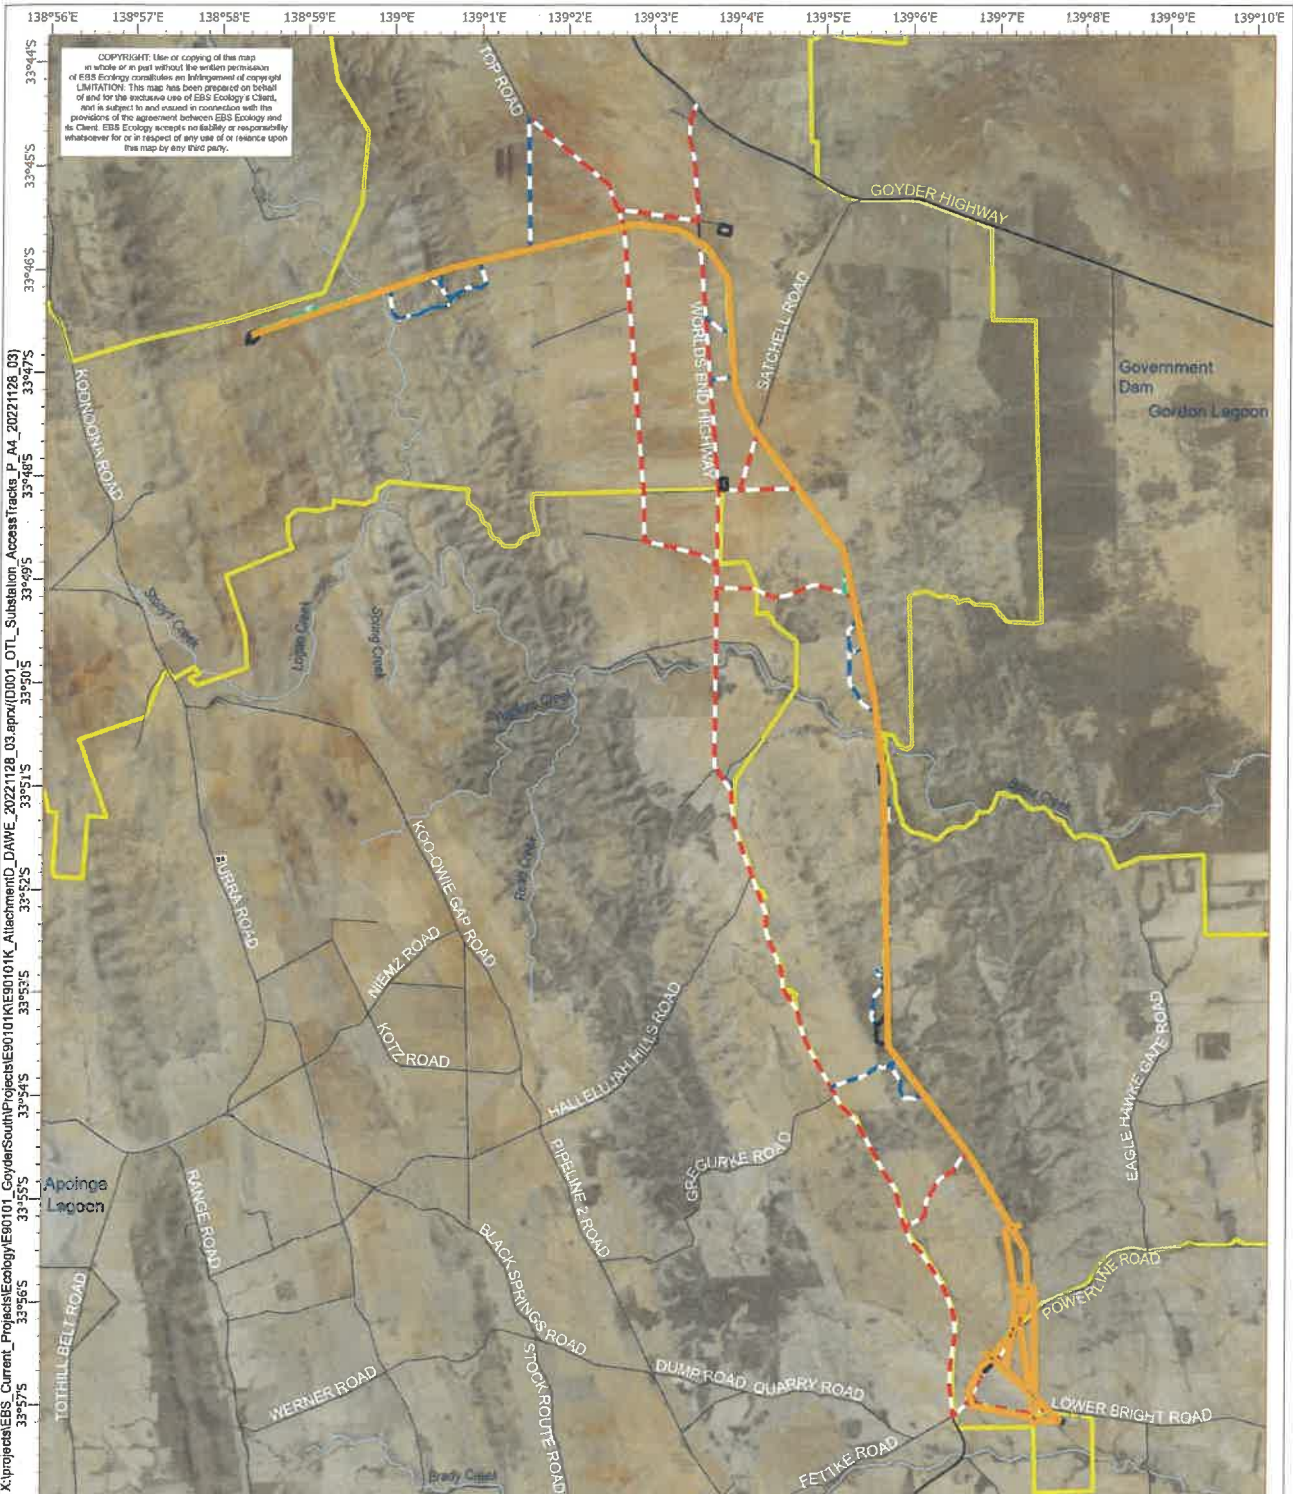 138°56'E 138°57'E 138°58'E 138°59'E 139°E 139°1'E 139°2'E 139°3'E 139°4'E 139°5'E 139°6'E 139°7'E 139°8'E 139°9'E 139°10'E
COPYRIGHT: Use or copying of this map
in whole or in part without the written permission
of EBS Ecology constitutes an infringement of copyright
LIMITATION: This map has been prepared on behalf
of and for the exclusive use of EBS Ecology's Client,
and is subject to and issued in connection with the
provisions of the agreement between EBS Ecology and
its Client. EBS Ecology accepts no liability or responsibility
whatsoever for or in respect of any use of or reliance upon
this map by any third party.
33°44'S
33°45'S
33°46'S
33°47'S
33°48'S
33°49'S
33°50'S
33°51'S
33°52'S
33°53'S
33°54'S
33°55'S
33°56'S
33°57'S
X:\projects\EBS_Current_Projects\Ecology\E90101_GoyderSouth\Projects\E90101K\E90101K_AttachmentD_DAWE_20221128_03.aprx/(D001_OTL_Substation_AccessTracks_P_A4_20221128_03)
TOP ROAD
GOYDER HIGHWAY
SATCHELL ROAD
WORLDS END HIGHWAY
Government
Dam
Gordon Lagoon
KOONOONA ROAD
Logan Creek
Spring Creek
Creek
BURRA ROAD
KOO-OWIE GAP ROAD
NIEMZ ROAD
KOTZ ROAD
HALLELUJAH HILLS ROAD
EAGLE HAWKE GATE ROAD
GREGURKE ROAD
PIPELINE 2 ROAD
Apoinga
Lagoon
RANGE ROAD
BLACK SPRINGS ROAD
POWERLINE ROAD
TOTHILL BELT ROAD
WERNER ROAD
STOCK ROUTE ROAD
DUMP ROAD
QUARRY ROAD
LOWER BRIGHT ROAD
FETTKE ROAD
Brady Creek